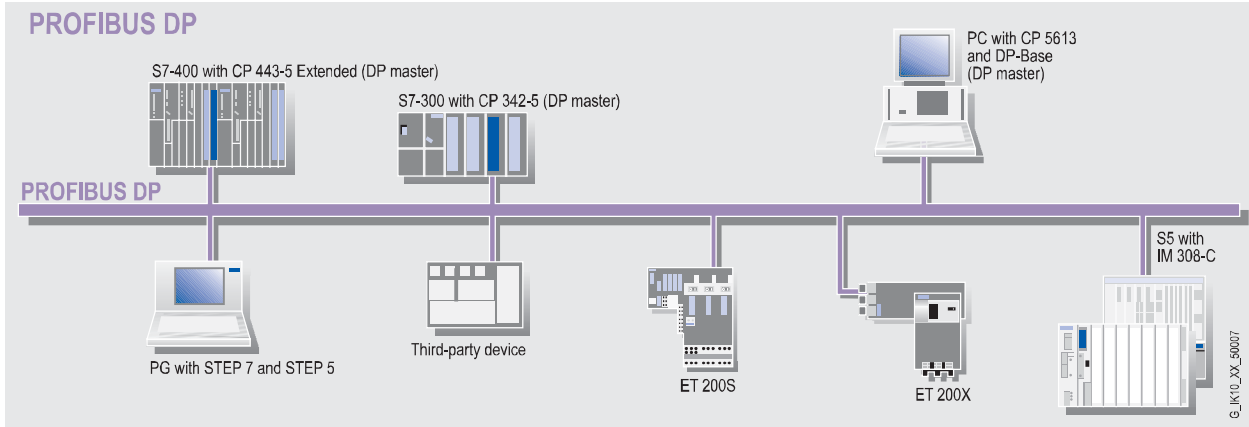 PROFIBUS DP
S7-400 with CP 443-5 Extended (DP master)
S7-300 with CP 342-5 (DP master)
PC with CP 5613
and DP-Base
(DP master)
PROFIBUS DP
S5 with
IM 308-C
PG with STEP 7 and STEP 5
Third-party device
ET 200S
ET 200X
G_IK10_XX_50007